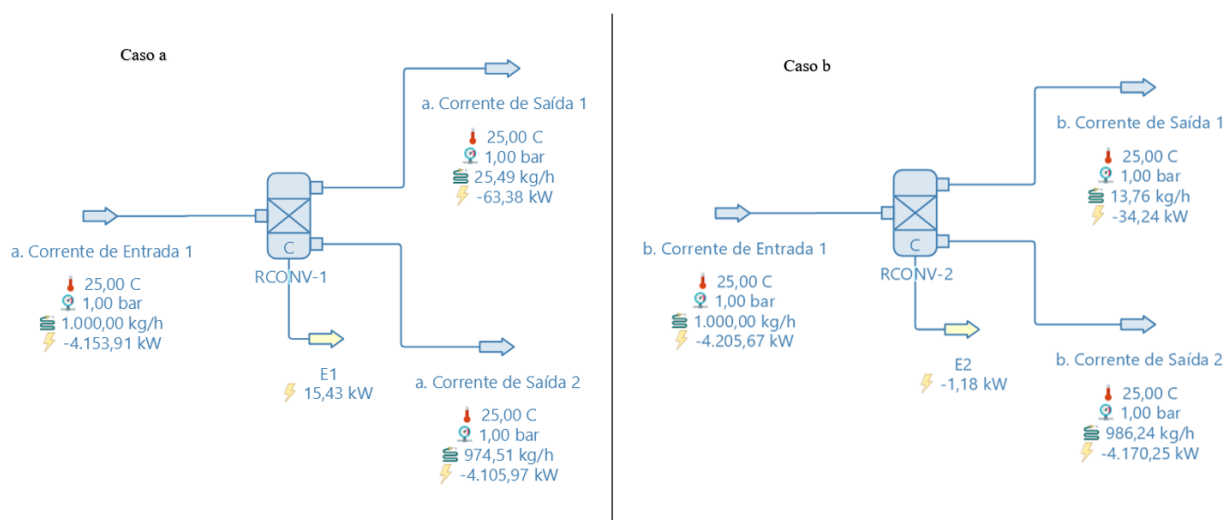 Caso a
a. Corrente de Saída 1
25,00 C
1,00 bar
25,49 kg/h
-63,38 kW
a. Corrente de Entrada 1
25,00 C
1,00 bar
1.000,00 kg/h
-4.153,91 kW
C
RCONV-1
E1
15,43 kW
a. Corrente de Saída 2
25,00 C
1,00 bar
974,51 kg/h
-4.105,97 kW
Caso b
b. Corrente de Saída 1
25,00 C
1,00 bar
13,76 kg/h
-34,24 kW
b. Corrente de Entrada 1
25,00 C
1,00 bar
1.000,00 kg/h
-4.205,67 kW
C
RCONV-2
E2
-1,18 kW
b. Corrente de Saída 2
25,00 C
1,00 bar
986,24 kg/h
-4.170,25 kW